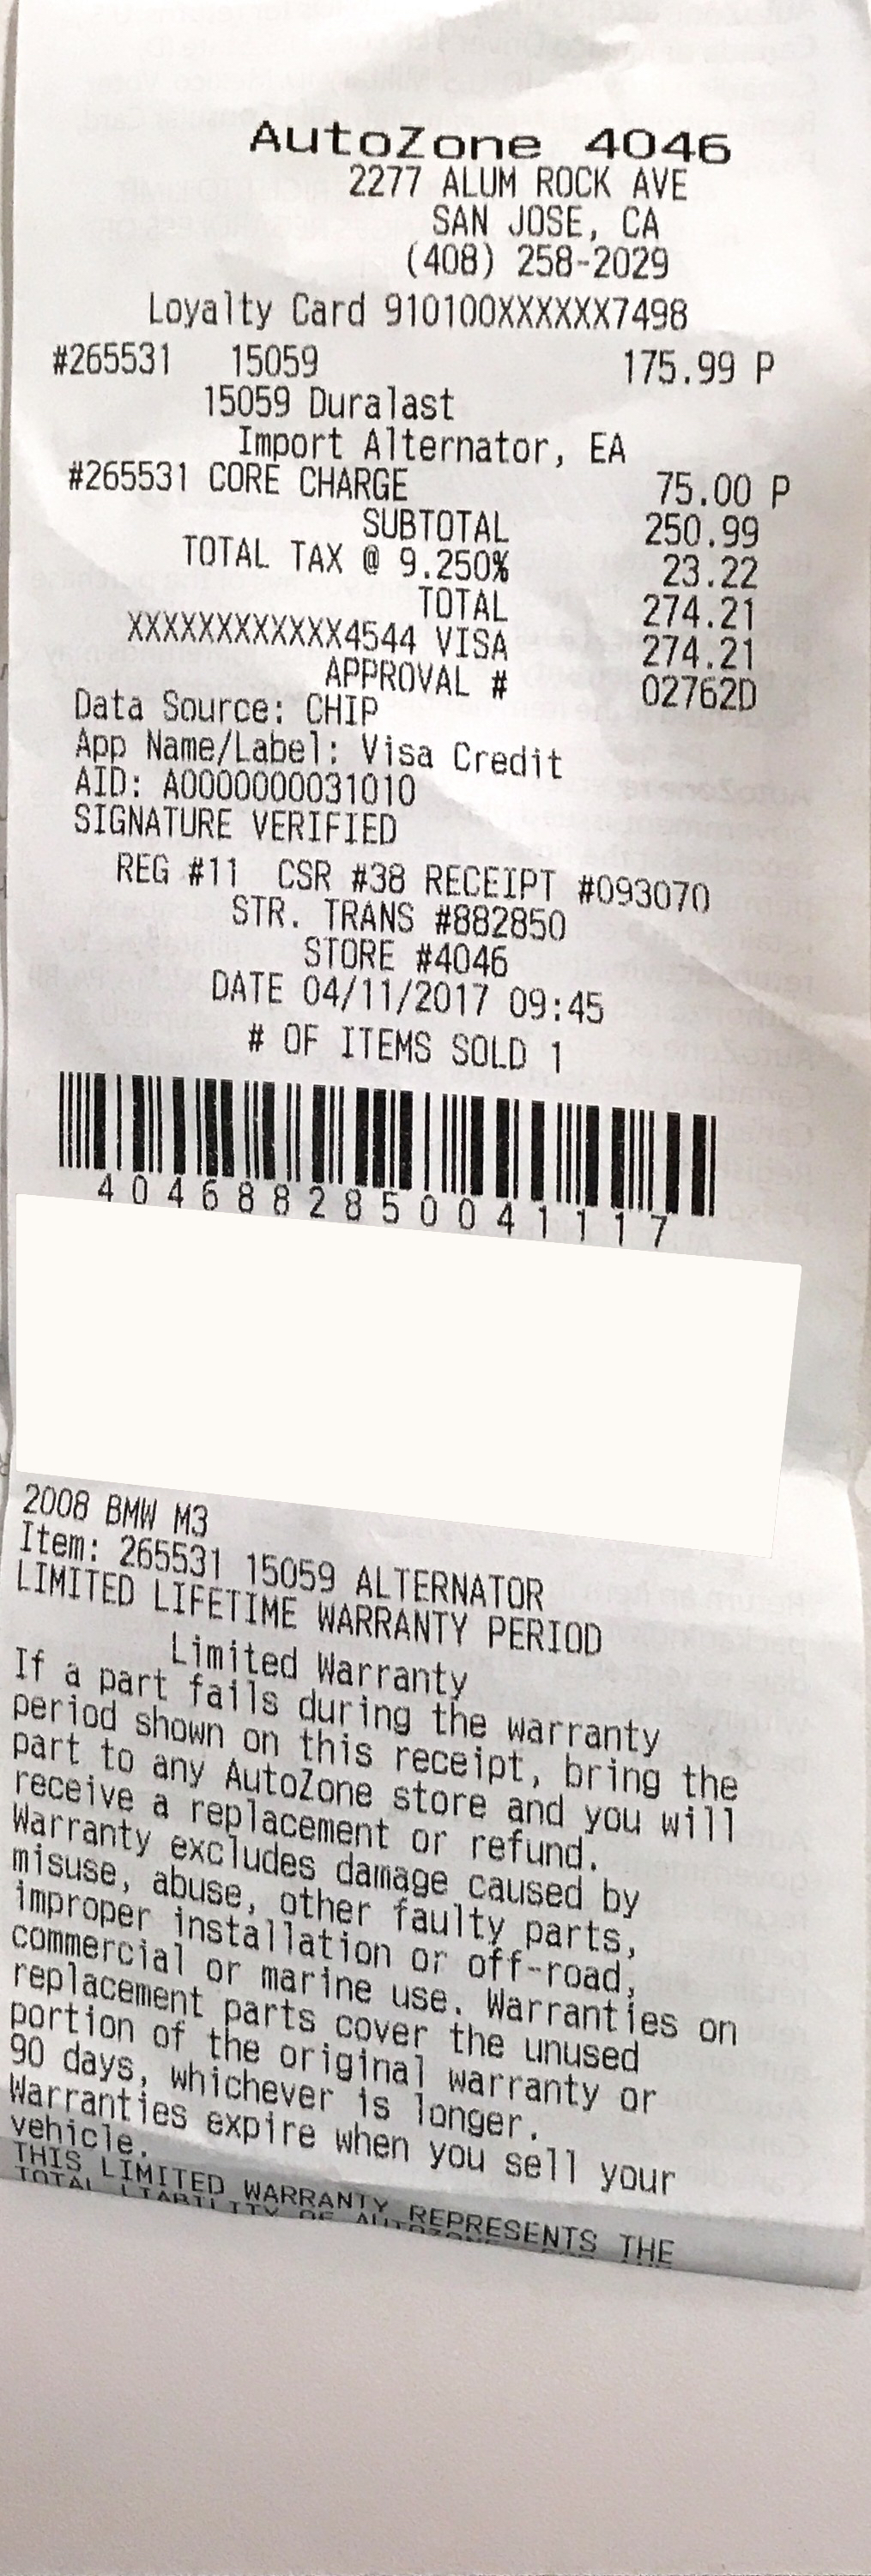 AutoZone 4046
2277 ALUM ROCK AVE
SAN JOSE, CA
(408) 258-2029
Loyalty Card 910100XXXXXX7498
#265531 15059 175.99 P
15059 Duralast
Import Alternator, EA
#265531 CORE CHARGE 75.00 P
SUBTOTAL 250.99
TOTAL TAX @ 9.250% 23.22
TOTAL 274.21
XXXXXXXXXXXX4544 VISA 274.21
APPROVAL # 02762D
Data Source: CHIP
App Name/Label: Visa Credit
AID: A0000000031010
SIGNATURE VERIFIED
REG #11 CSR #38 RECEIPT #093070
STR. TRANS #882850
STORE #4046
DATE 04/11/2017 09:45
# OF ITEMS SOLD 1
4046882850041117
2008 BMW M3
Item: 265531 15059 ALTERNATOR
LIMITED LIFETIME WARRANTY PERIOD
Limited Warranty
If a part fails during the warranty
period shown on this receipt, bring the
part to any AutoZone store and you will
receive a replacement or refund.
Warranty excludes damage caused by
misuse, abuse, other faulty parts,
improper installation or off-road,
commercial or marine use. Warranties on
replacement parts cover the unused
portion of the original warranty or
90 days, whichever is longer.
Warranties expire when you sell your
vehicle.
THIS LIMITED WARRANTY REPRESENTS THE
TOTAL LIABILITY OF AUTOZONE